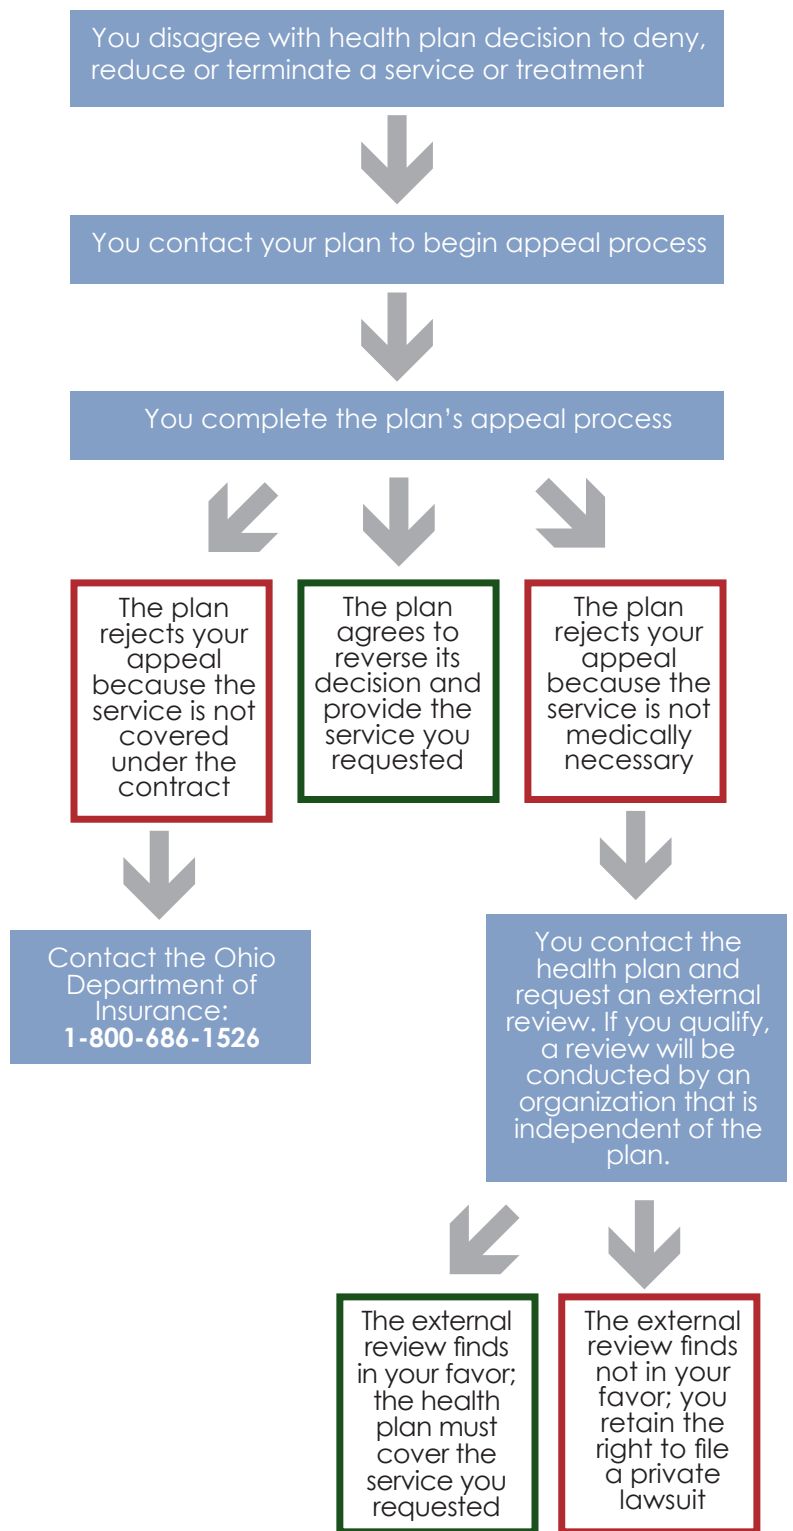 You disagree with health plan decision to deny,
reduce or terminate a service or treatment
You contact your plan to begin appeal process
You complete the plan’s appeal process
The plan
rejects your
appeal
because the
service is not
covered
under the
contract
The plan
agrees to
reverse its
decision and
provide the
service you
requested
The plan
rejects your
appeal
because the
service is not
medically
necessary
Contact the Ohio
Department of
Insurance:
1-800-686-1526
You contact the
health plan and
request an external
review. If you qualify,
a review will be
conducted by an
organization that is
independent of the
plan.
The external
review finds
in your favor;
the health
plan must
cover the
service you
requested
The external
review finds
not in your
favor; you
retain the
right to file
a private
lawsuit